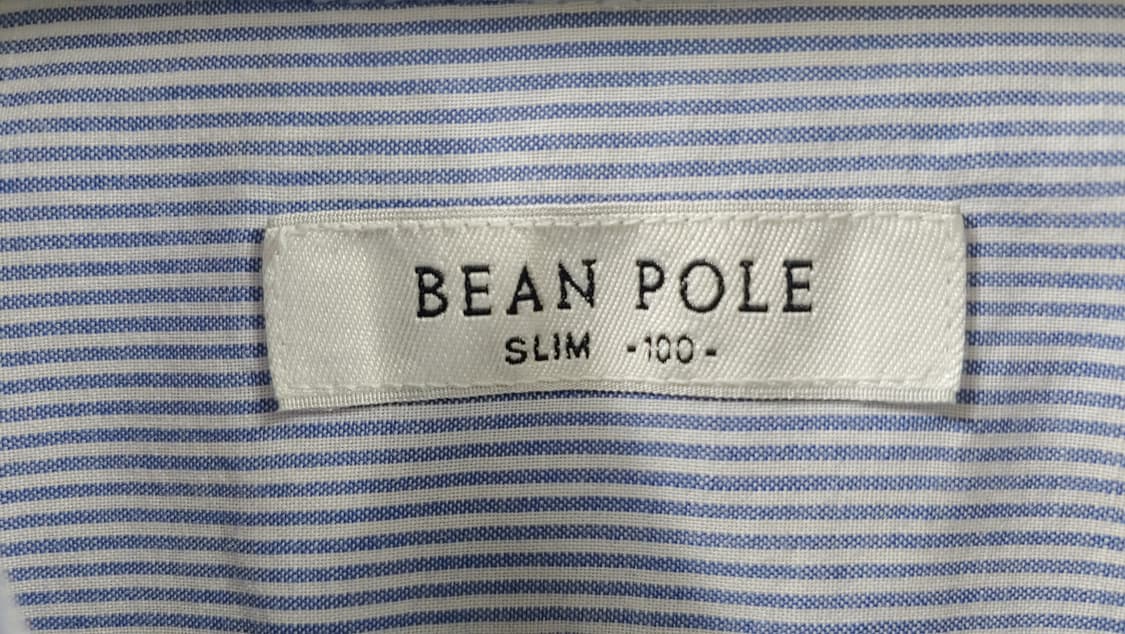 BEAN POLE
SLIM -100-